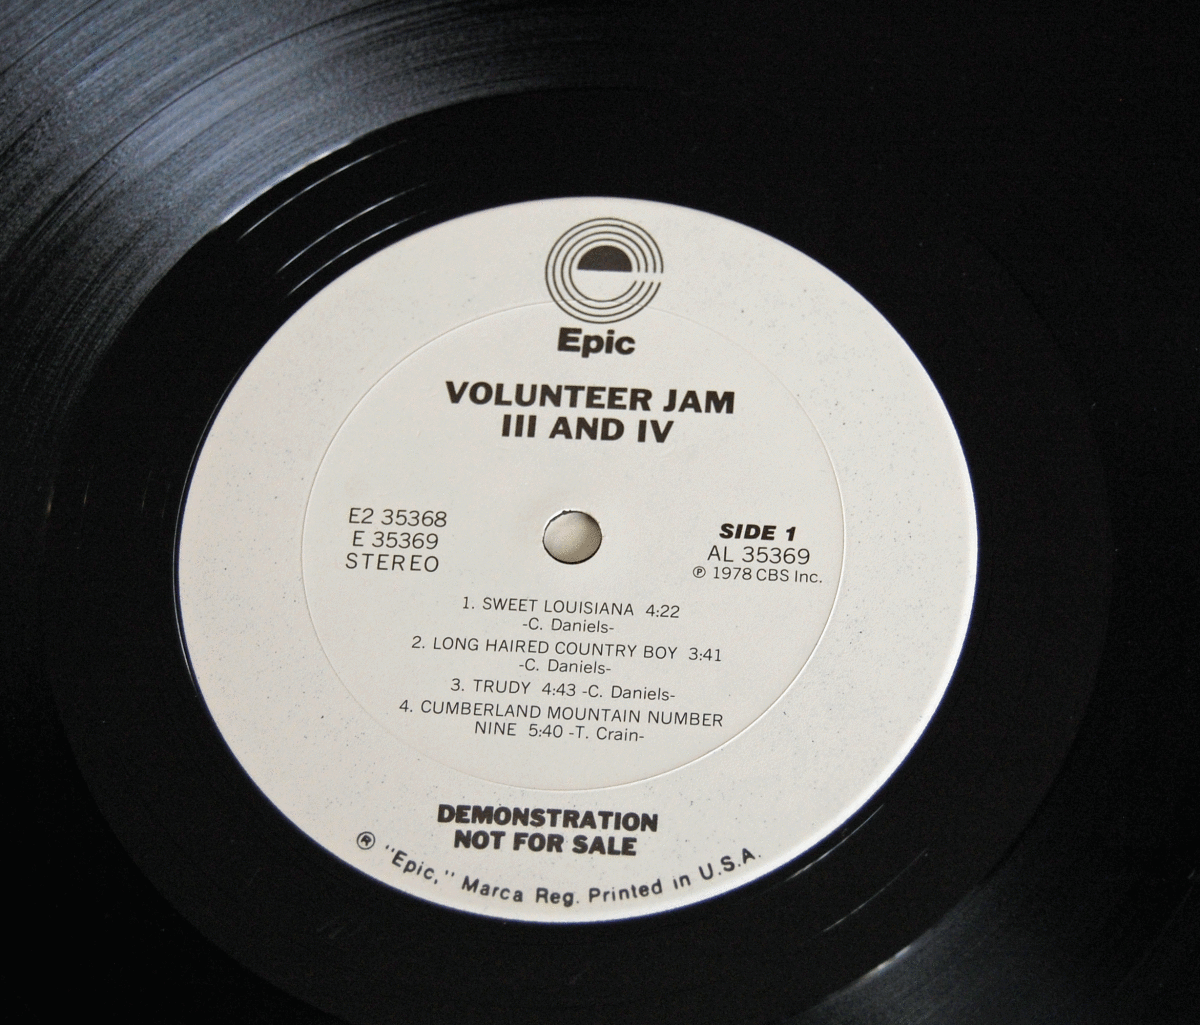 Epic
VOLUNTEER JAM
III AND IV
E2 35368
E 35369
STEREO
SIDE 1
AL 35369
℗ 1978 CBS Inc.
1. SWEET LOUISIANA 4:22
-C. Daniels-
2. LONG HAIRED COUNTRY BOY 3:41
-C. Daniels-
3. TRUDY 4:43 -C. Daniels-
4. CUMBERLAND MOUNTAIN NUMBER
NINE 5:40 -T. Crain-
DEMONSTRATION
NOT FOR SALE
® "Epic," Marca Reg. Printed in U.S.A.